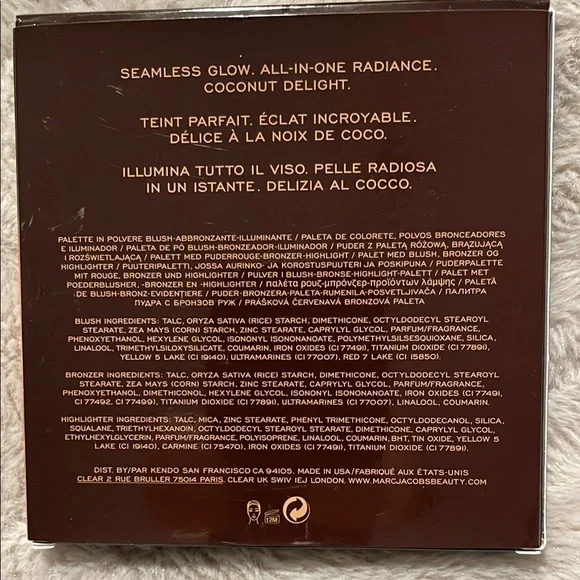 SEAMLESS GLOW. ALL-IN-ONE RADIANCE.
COCONUT DELIGHT.
TEINT PARFAIT. ÉCLAT INCROYABLE.
DÉLICE À LA NOIX DE COCO.
ILLUMINA TUTTO IL VISO. PELLE RADIOSA
IN UN ISTANTE. DELIZIA AL COCCO.
PALETTE IN POLVERE BLUSH-ABBRONZANTE-ILLUMINANTE / PALETA DE COLORETE, POLVOS BRONCEADORES
E ILUMINADOR / PALETA DE PÓ BLUSH-BRONZEADOR-ILUMINADOR / PUDER Z PALETĄ RÓŻOWĄ, BRĄZUJĄCĄ
I ROZŚWIETLAJĄCĄ / PALETT MED PUDERROUGE-BRONZER-HIGHLIGHT / PALET MED BLUSH, BRONZER OG
HIGHLIGHTER / PUUTERIPALETTI, JOSSA AURINKO- JA KOROSTUSPUUTERI JA POSKIPUNA / PUDERPALETTE
MIT ROUGE, BRONZER UND HIGHLIGHTER / PULVER I BLUSH-BRONSE-HIGHLIGHT-PALETT / PALET MET
POEDERBLUSHER, -BRONZER EN -HIGHLIGHTER / παλέτα ρουζ-μπρόνζερ-προϊόντων λάμψης / PALETĂ
DE BLUSH-BRONZ-EVIDENŢIERE / PUDER-BRONZERA-PALETA-RUMENILA-POSVETLJIVAČA / ПАЛИТРА
ПУДРА С БРОНЗОВ РУЖ / PRÁŠKOVÁ ČERVENAVÁ BRONZOVÁ PALETA
BLUSH INGREDIENTS: TALC, ORYZA SATIVA (RICE) STARCH, DIMETHICONE, OCTYLDODECYL STEAROYL
STEARATE, ZEA MAYS (CORN) STARCH, ZINC STEARATE, CAPRYLYL GLYCOL, PARFUM/FRAGRANCE,
PHENOXYETHANOL, HEXYLENE GLYCOL, ISONONYL ISONONANOATE, POLYMETHYLSILSESQUIOXANE, SILICA,
LINALOOL, TRIMETHYLSILOXYSILICATE, COUMARIN, IRON OXIDES (CI 77491), TITANIUM DIOXIDE (CI 77891),
YELLOW 5 LAKE (CI 19140), ULTRAMARINES (CI 77007), RED 7 LAKE (CI 15850).
BRONZER INGREDIENTS: TALC, ORYZA SATIVA (RICE) STARCH, DIMETHICONE, OCTYLDODECYL STEAROYL
STEARATE, ZEA MAYS (CORN) STARCH, ZINC STEARATE, CAPRYLYL GLYCOL, PARFUM/FRAGRANCE,
PHENOXYETHANOL, DIMETHICONOL, HEXYLENE GLYCOL, ISONONYL ISONONANOATE, IRON OXIDES (CI 77491,
CI 77492, CI 77499), TITANIUM DIOXIDE (CI 77891), ULTRAMARINES (CI 77007), LINALOOL, COUMARIN.
HIGHLIGHTER INGREDIENTS: TALC, MICA, ZINC STEARATE, PHENYL TRIMETHICONE, OCTYLDODECANOL, SILICA,
SQUALANE, TRIETHYLHEXANOIN, OCTYLDODECYL STEAROYL STEARATE, DIMETHICONE, CAPRYLYL GLYCOL,
ETHYLHEXYLGLYCERIN, PARFUM/FRAGRANCE, POLYISOPRENE, LINALOOL, COUMARIN, BHT, TIN OXIDE, YELLOW 5
LAKE (CI 19140), CARMINE (CI 75470), IRON OXIDES (CI 77491), TITANIUM DIOXIDE (CI 77891).
DIST. BY/PAR KENDO SAN FRANCISCO CA 94105. MADE IN USA/FABRIQUÉ AUX ÉTATS-UNIS
CLEAR 2 RUE BRULLER 75014 PARIS. CLEAR UK SW1V 1EJ LONDON. WWW.MARCJACOBSBEAUTY.COM
12M